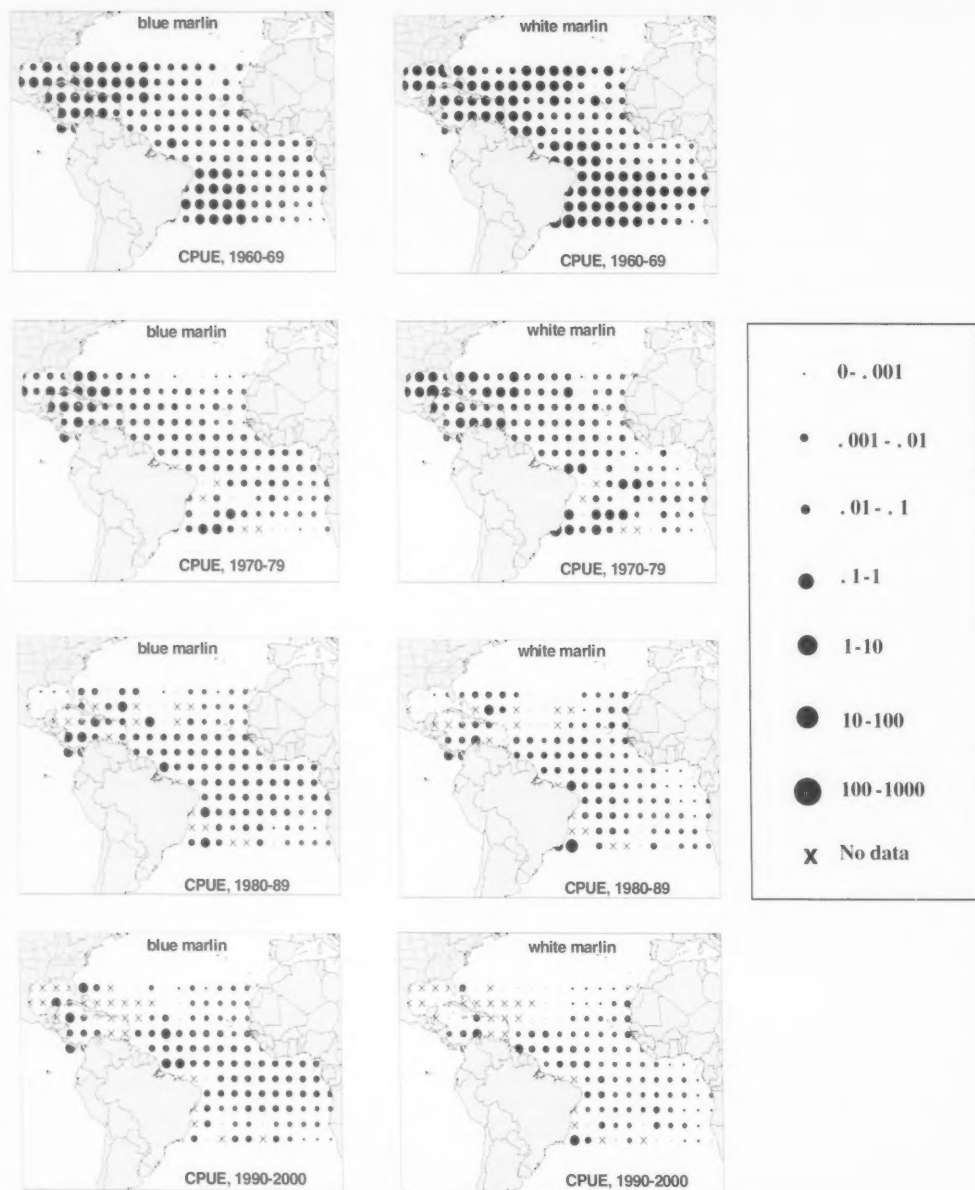 blue marlin
white marlin
CPUE, 1960-69
CPUE, 1960-69
blue marlin
white marlin
CPUE, 1970-79
CPUE, 1970-79
0- .001
.001 - .01
.01- .1
.1-1
1-10
10-100
100-1000
x No data
blue marlin
white marlin
CPUE, 1980-89
CPUE, 1980-89
blue marlin
white marlin
CPUE, 1990-2000
CPUE, 1990-2000